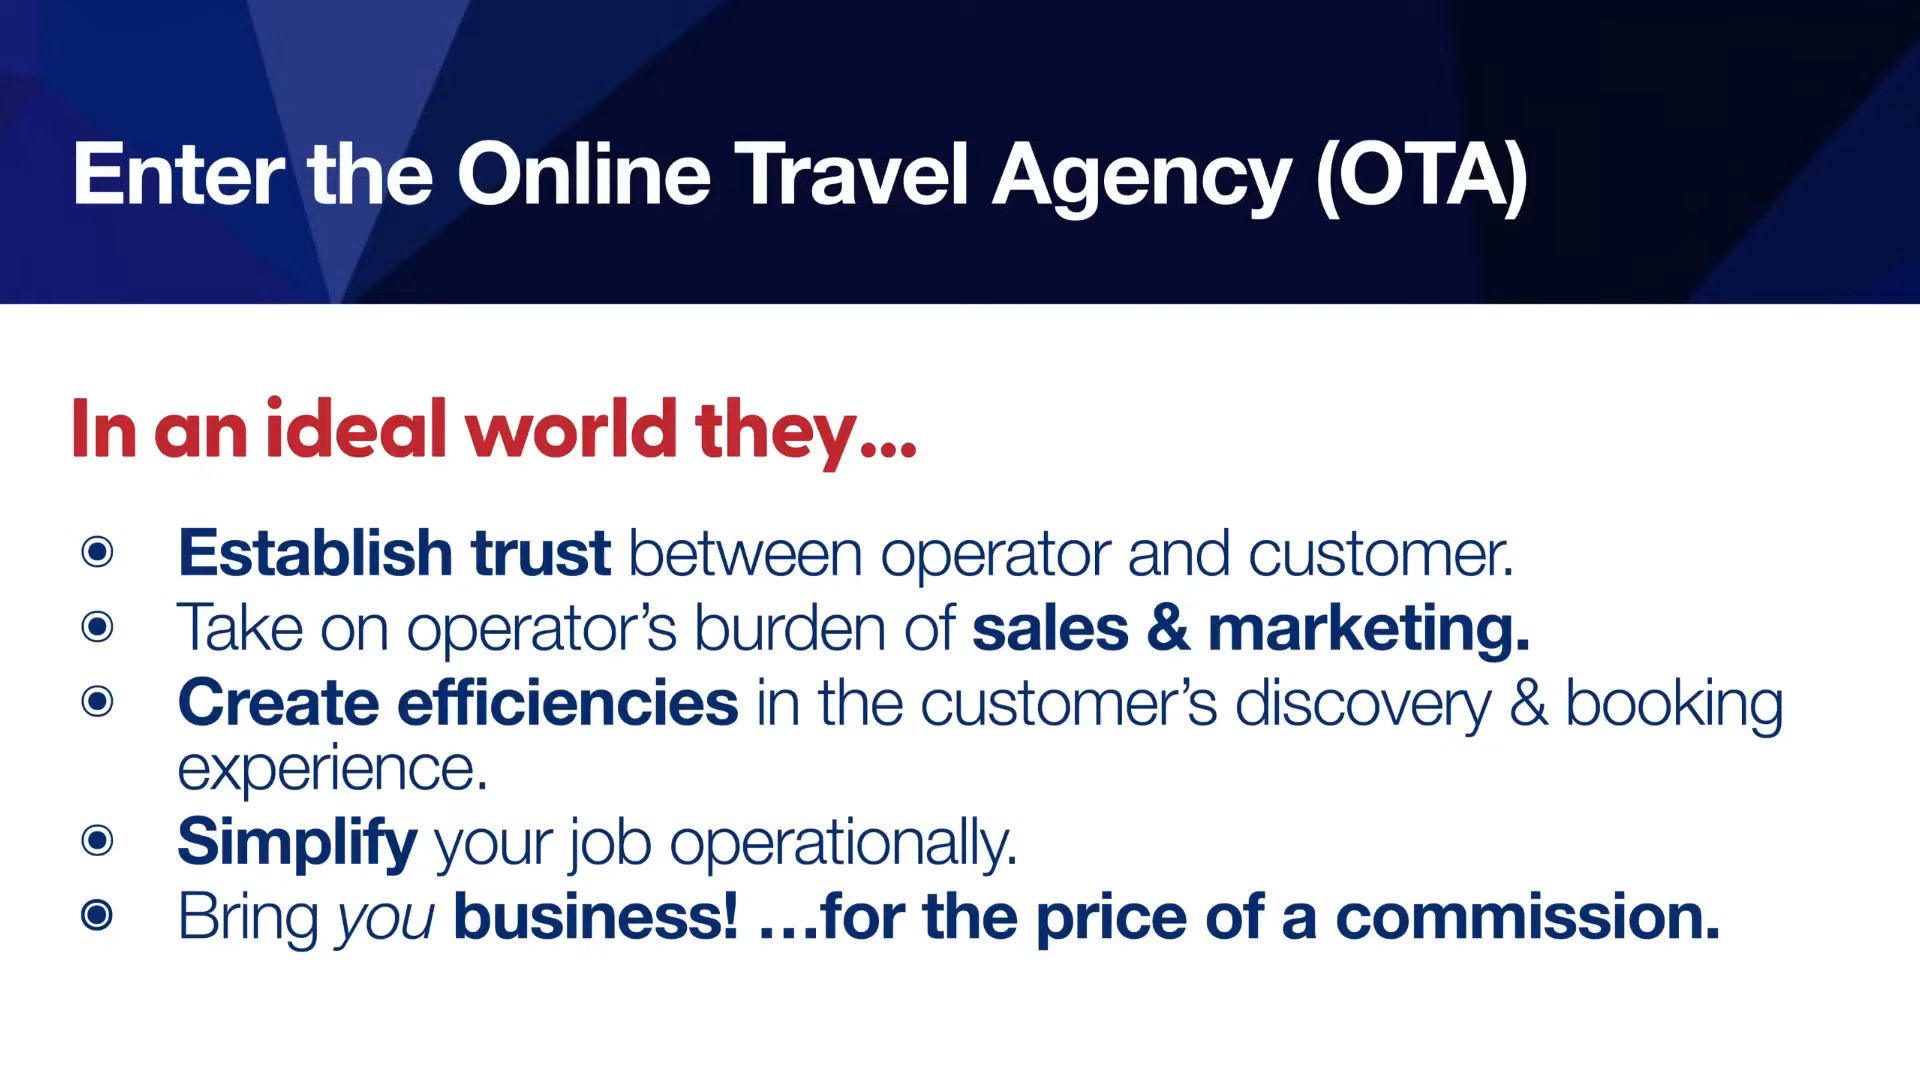 Enter the Online Travel Agency (OTA)
In an ideal world they...
Establish trust between operator and customer.
Take on operator’s burden of sales & marketing.
Create efficiencies in the customer’s discovery & booking
experience.
Simplify your job operationally.
Bring you business! ...for the price of a commission.